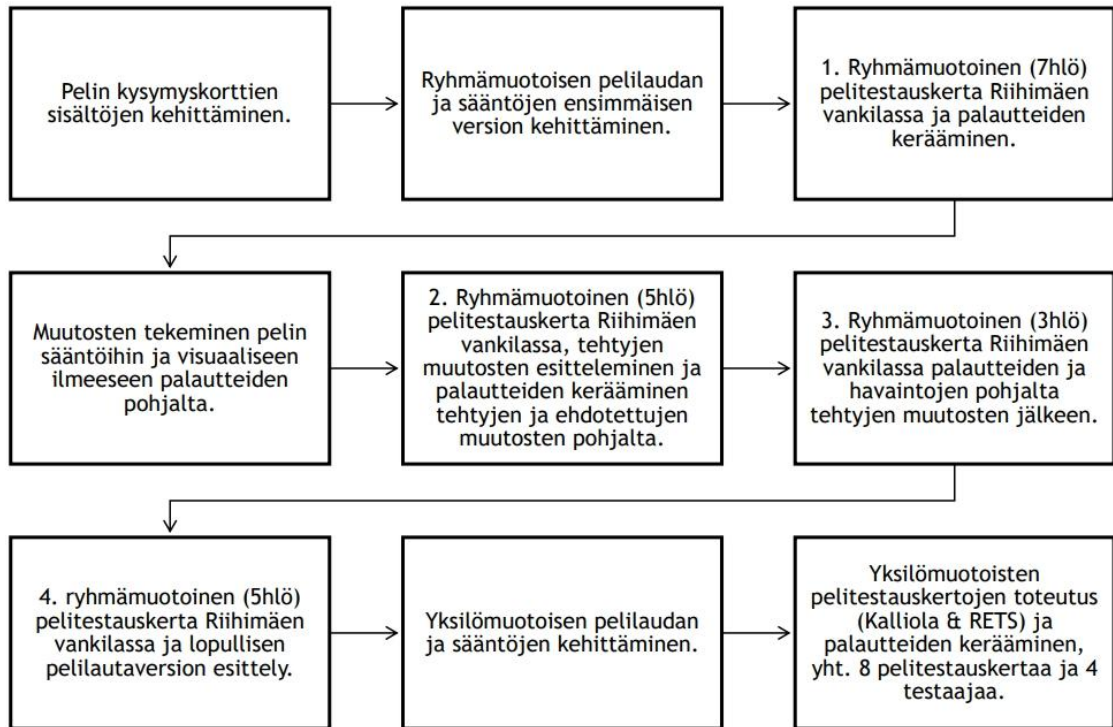 Pelin kysymyskorttien
sisältöjen kehittäminen.
Ryhmämuotoisen pelilaudan
ja sääntöjen ensimmäisen
version kehittäminen.
1. Ryhmämuotoinen (7hlö)
pelitestauskerta Riihimäen
vankilassa ja palautteiden
kerääminen.
Muutosten tekeminen pelin
sääntöihin ja visuaaliseen
ilmeeseen palautteiden
pohjalta.
2. Ryhmämuotoinen (5hlö)
pelitestauskerta Riihimäen
vankilassa, tehtyjen
muutosten esitteleminen ja
palautteiden kerääminen
tehtyjen ja ehdotettujen
muutosten pohjalta.
3. Ryhmämuotoinen (3hlö)
pelitestauskerta Riihimäen
vankilassa palautteiden ja
havaintojen pohjalta
tehtyjen muutosten jälkeen.
4. ryhmämuotoinen (5hlö)
pelitestauskerta Riihimäen
vankilassa ja lopullisen
pelilautaversion esittely.
Yksilömuotoisen pelilaudan
ja sääntöjen kehittäminen.
Yksilömuotoisten
pelitestauskertojen toteutus
(Kalliola & RETS) ja
palautteiden kerääminen,
yht. 8 pelitestauskertaa ja 4
testaajaa.